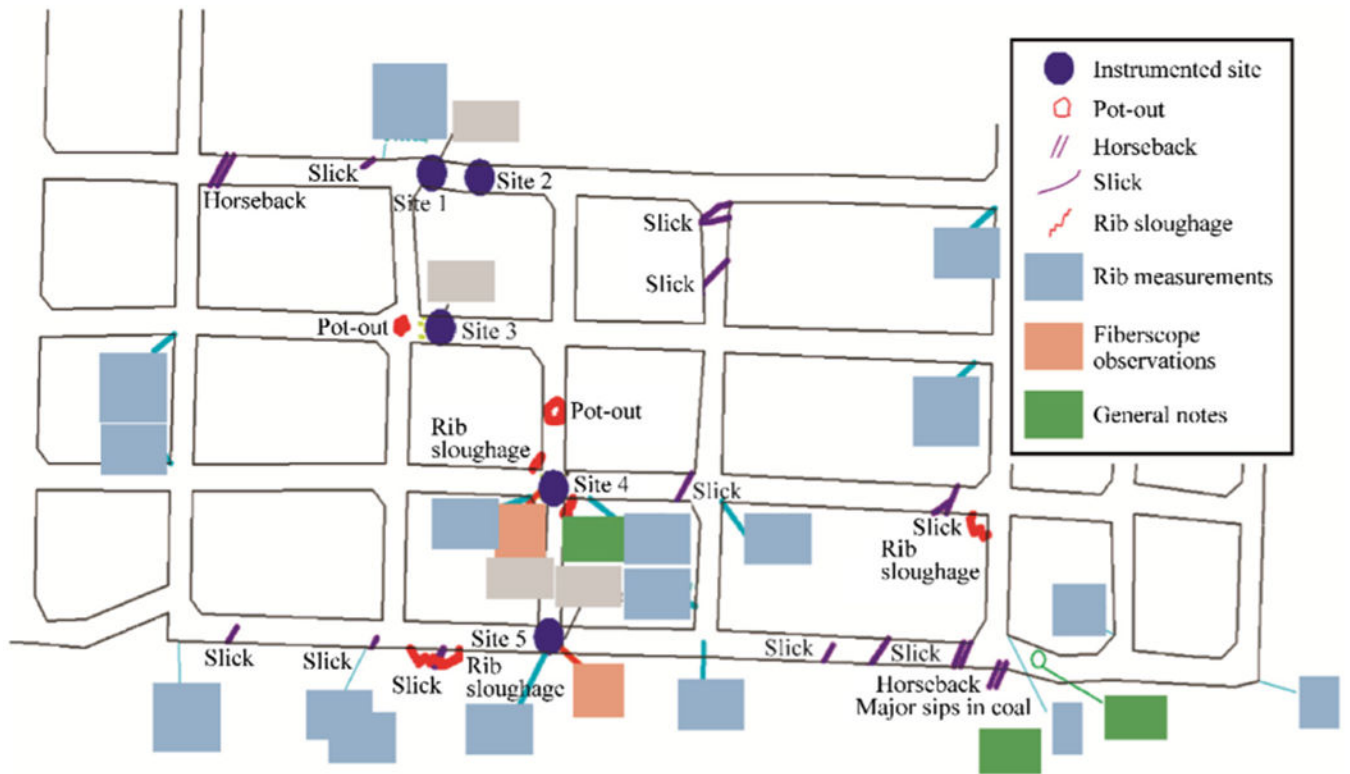 Instrumented site
Pot-out
Horseback
Slick
Rib sloughage
Rib measurements
Fiberscope
observations
General notes
Slick
Horseback
Site 1
Site 2
Slick
Slick
Pot-out
Site 3
Pot-out
Rib
sloughage
Site 4
Slick
Slick
Rib
sloughage
Slick
Slick
Slick
Site 5
Rib
sloughage
Slick
Slick
Horseback
Major sips in coal